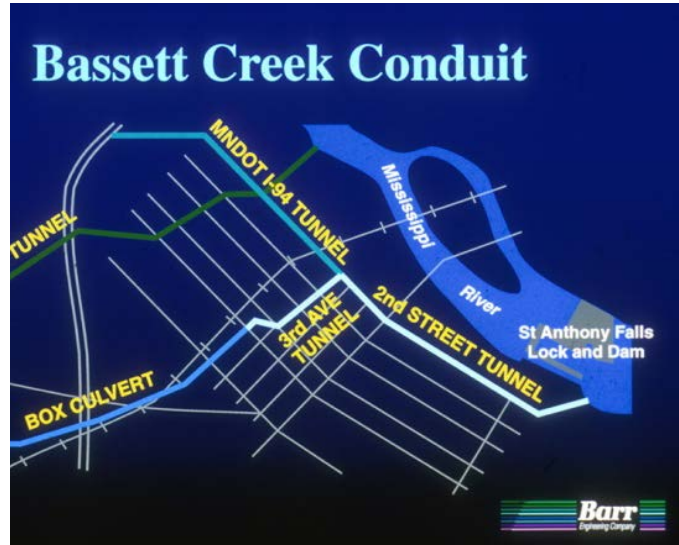 Bassett Creek Conduit
MNDOT I-94 TUNNEL
TUNNEL
Mississippi
River
2nd STREET TUNNEL
3rd AVE
TUNNEL
St Anthony Falls
Lock and Dam
BOX CULVERT
Barr
Engineering Company